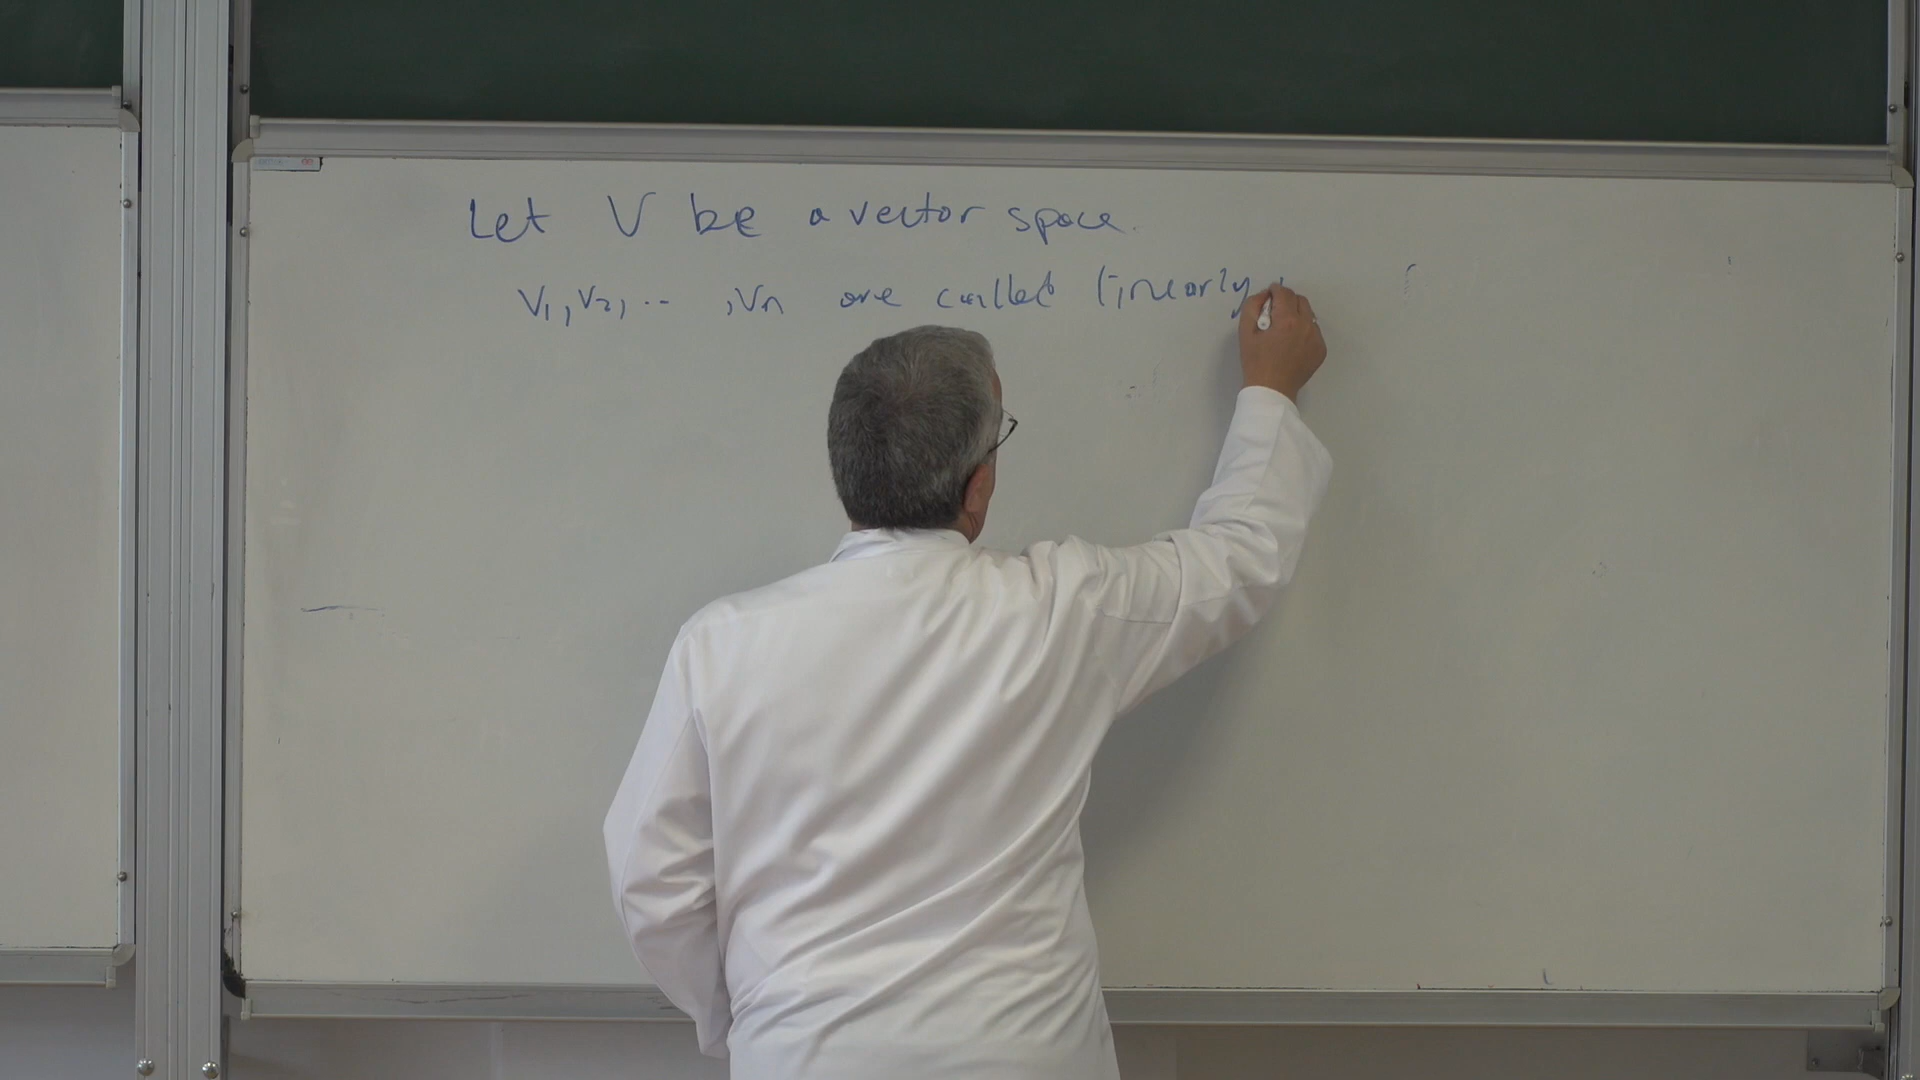 Let V be a vector space.
v₁, v₂, .. , vₙ are called linearly